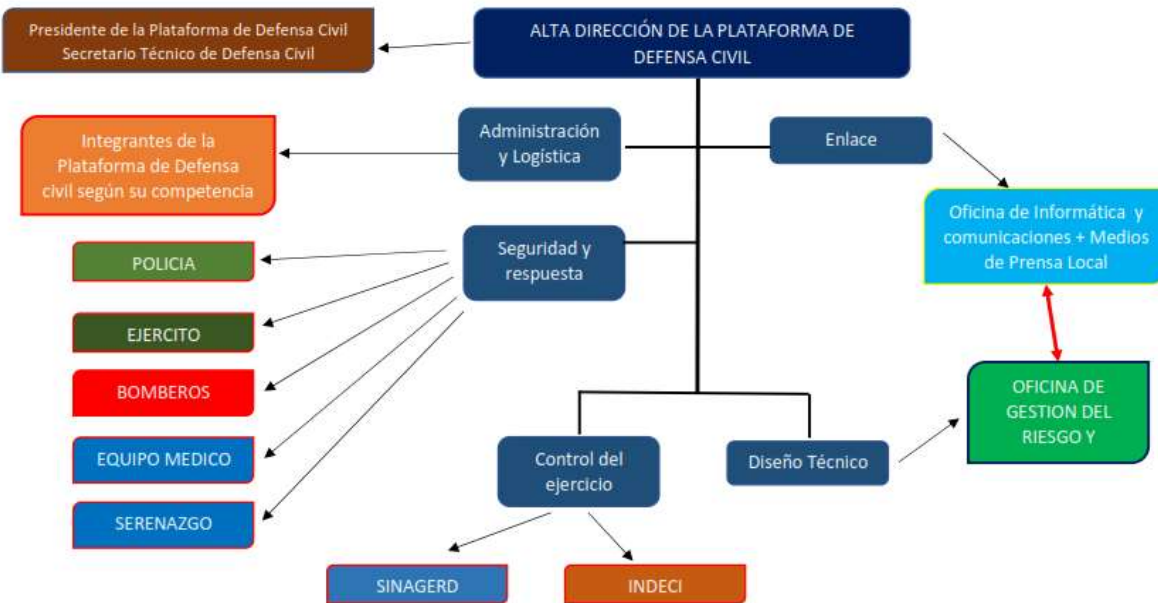 Presidente de la Plataforma de Defensa Civil
Secretario Técnico de Defensa Civil
ALTA DIRECCIÓN DE LA PLATAFORMA DE
DEFENSA CIVIL
Integrantes de la
Plataforma de Defensa
civil según su competencia
Administración
y Logística
Enlace
Oficina de Informática y
comunicaciones + Medios
de Prensa Local
Seguridad y
respuesta
POLICIA
EJERCITO
BOMBEROS
EQUIPO MEDICO
SERENAZGO
OFICINA DE
GESTION DEL
RIESGO Y
Control del
ejercicio
Diseño Técnico
SINAGERD
INDECI